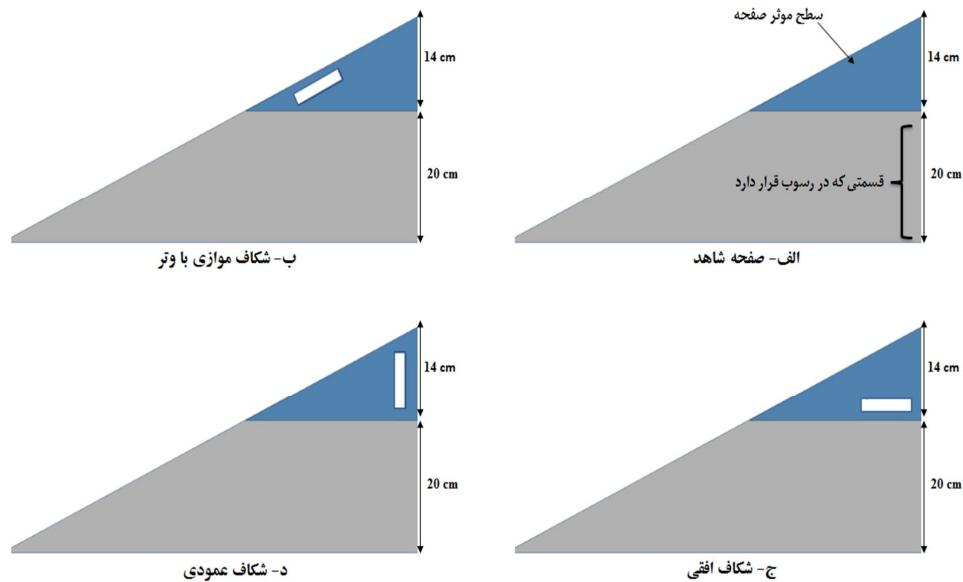 سطح موثر صفحه
14 cm
20 cm
قسمتی که در رسوب قرار دارد
الف- صفحه شاهد
14 cm
20 cm
ب- شکاف موازی با وتر
14 cm
20 cm
ج- شکاف افقی
14 cm
20 cm
د- شکاف عمودی